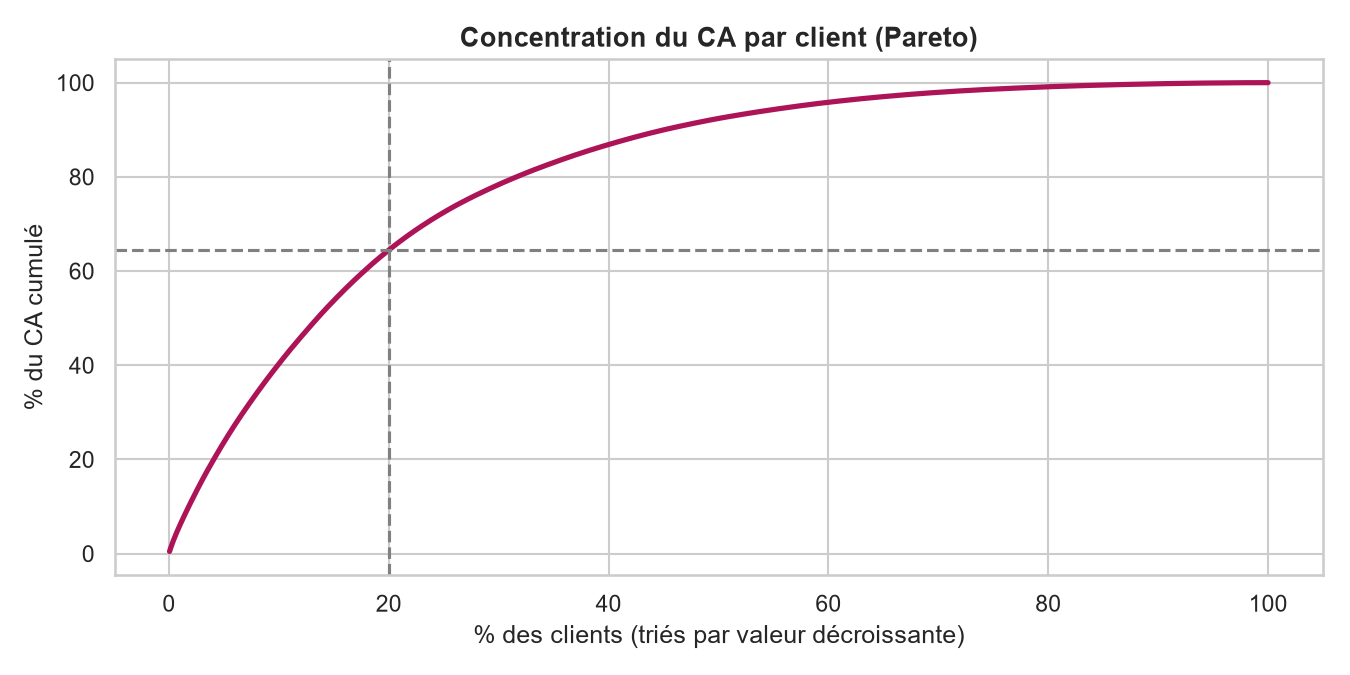 Concentration du CA par client (Pareto)
% du CA cumulé
100
80
60
40
20
0
0 20 40 60 80 100
% des clients (triés par valeur décroissante)